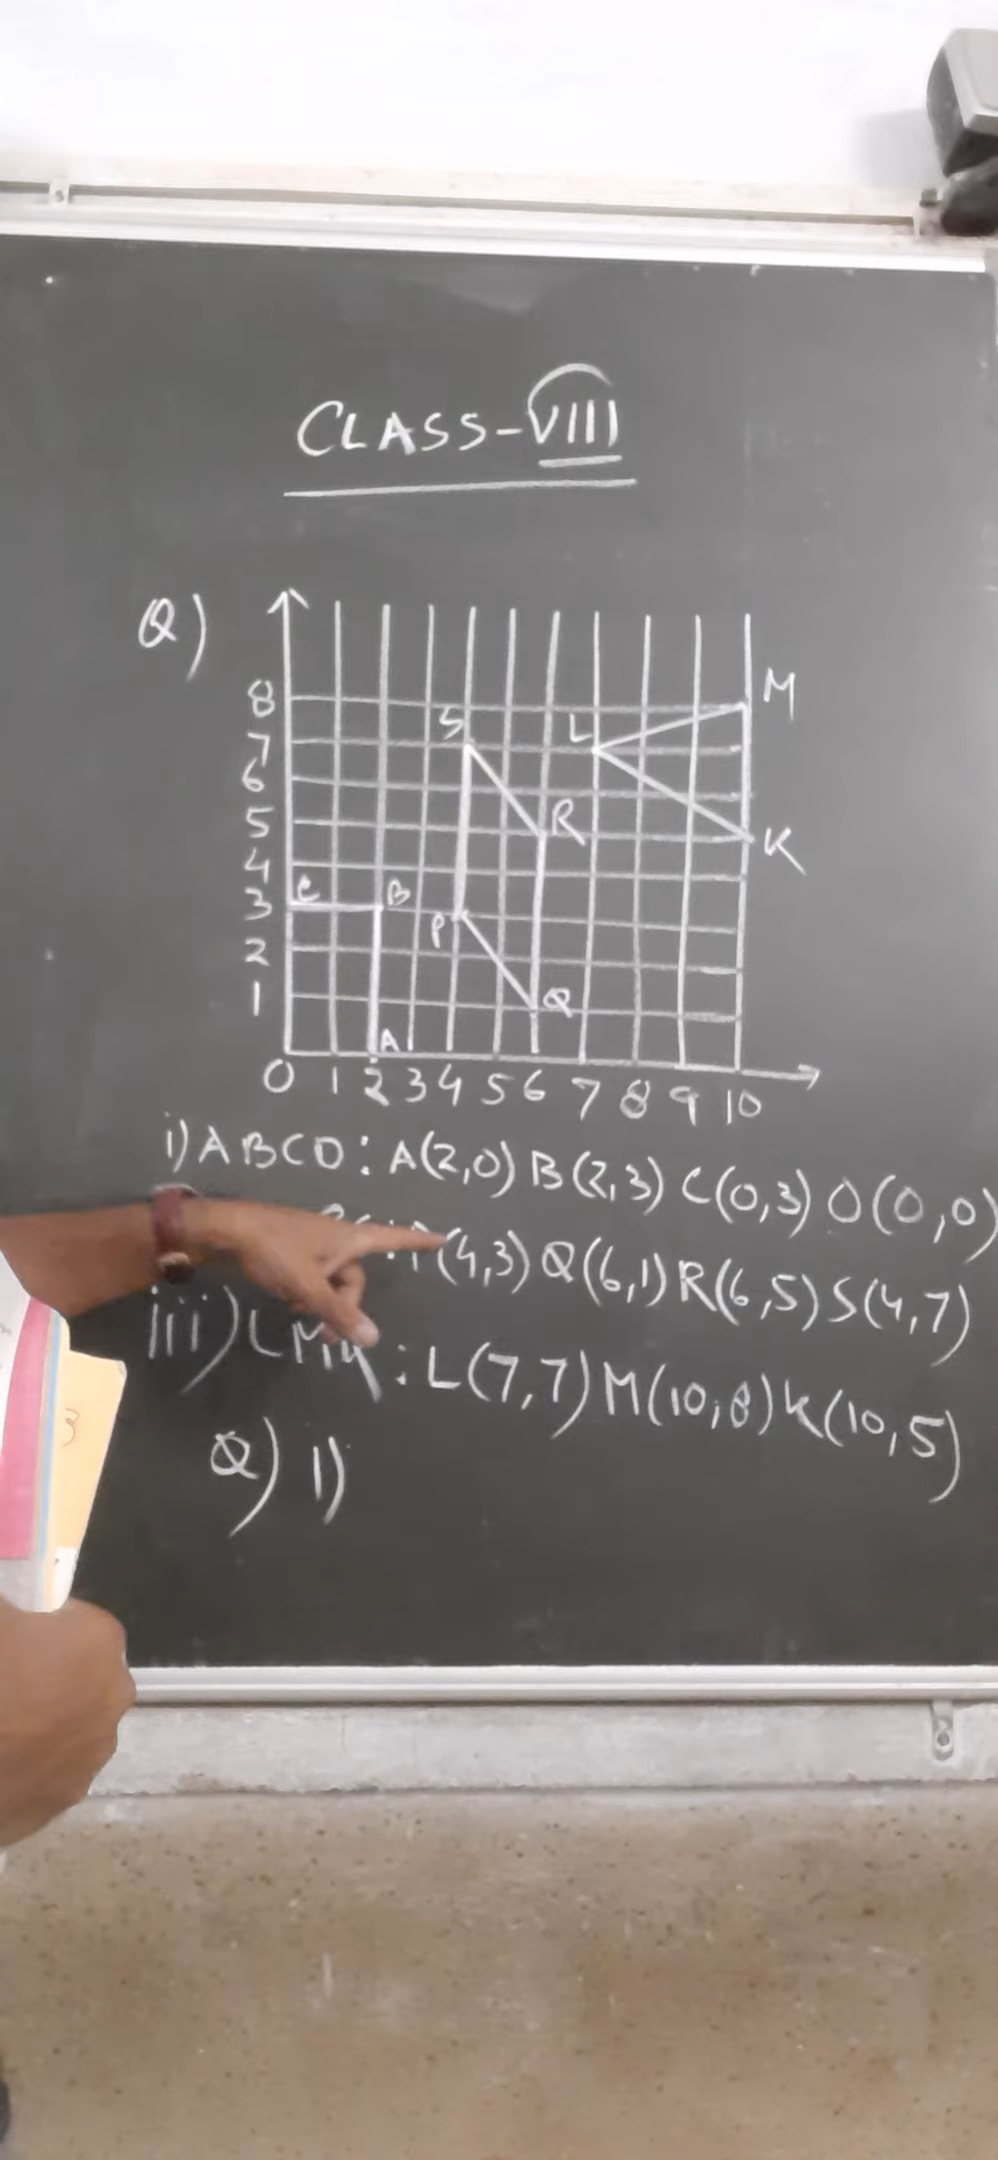 CLASS-VIII
Q)
8
7
6
5
4
3
2
1
0 1 2 3 4 5 6 7 8 9 10
S
L
M
R
K
C
B
P
Q
A
i) ABCO : A(2,0) B(2,3) C(0,3) O(0,0)
: P(4,3) Q(6,1) R(6,5) S(4,7)
iii) LMK : L(7,7) M(10,8) K(10,5)
Q) 1)
3